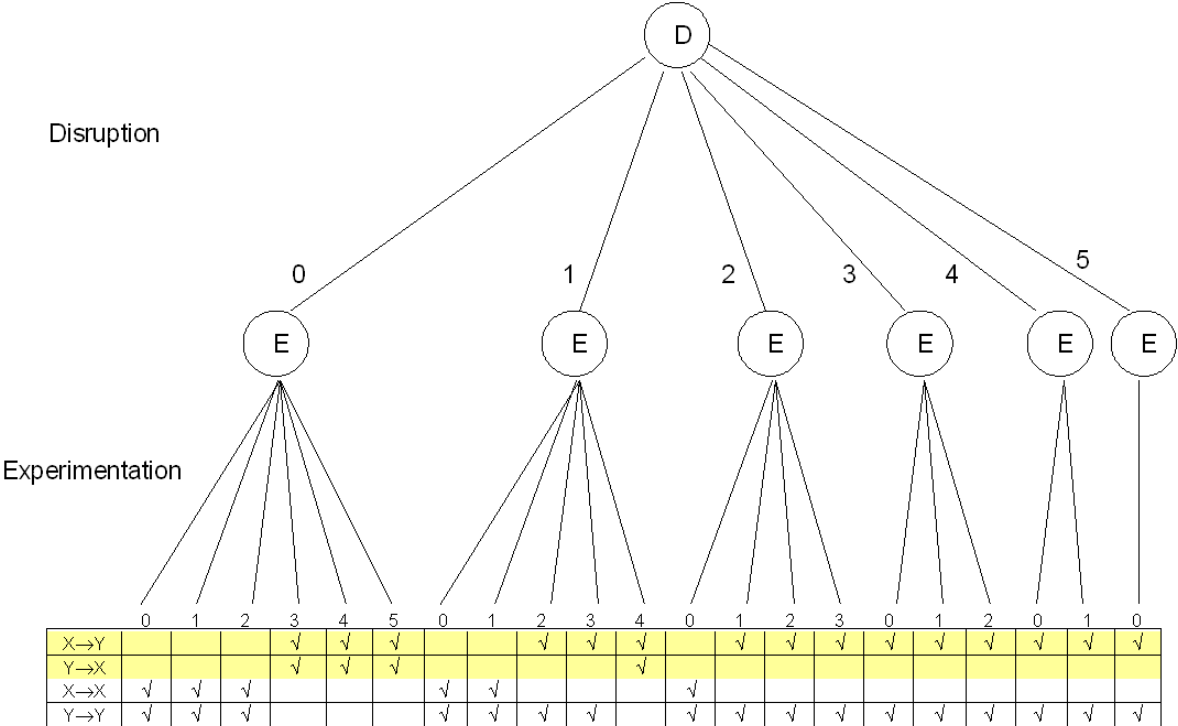 D
Disruption
0 1 2 3 4 5
E E E E E E
Experimentation
0 1 2 3 4 5 0 1 2 3 4 0 1 2 3 0 1 2 0 1 0
X→Y √ √ √ √ √ √ √ √ √ √ √ √ √ √ √
Y→X √ √ √ √
X→X √ √ √ √ √ √
Y→Y √ √ √ √ √ √ √ √ √ √ √ √ √ √ √ √ √